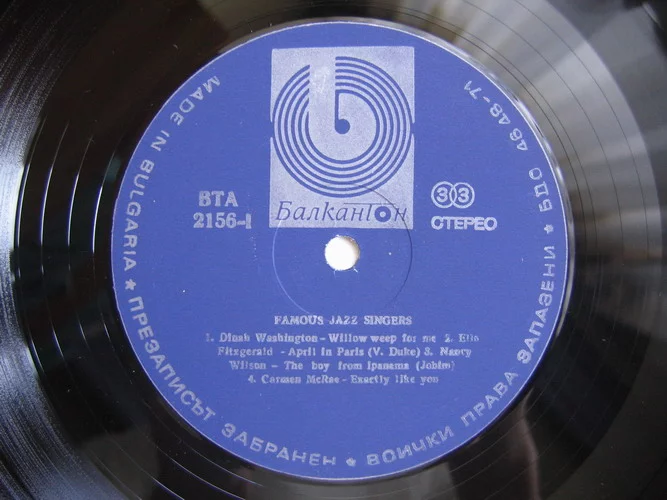 Балкантон
ВТА
2156-I
33
СТЕРЕО
FAMOUS JAZZ SINGERS
1. Dinah Washington - Willow weep for me 2. Ella
Fitzgerald - April in Paris (V. Duke) 3. Nancy
Wilson - The boy from Ipanema (Jobim)
4. Carmen McRae - Exactly like you
MADE IN BULGARIA * ПРЕЗАПИСЪТ ЗАБРАНЕН * ВСИЧКИ ПРАВА ЗАПАЗЕНИ * БДС 4648-71